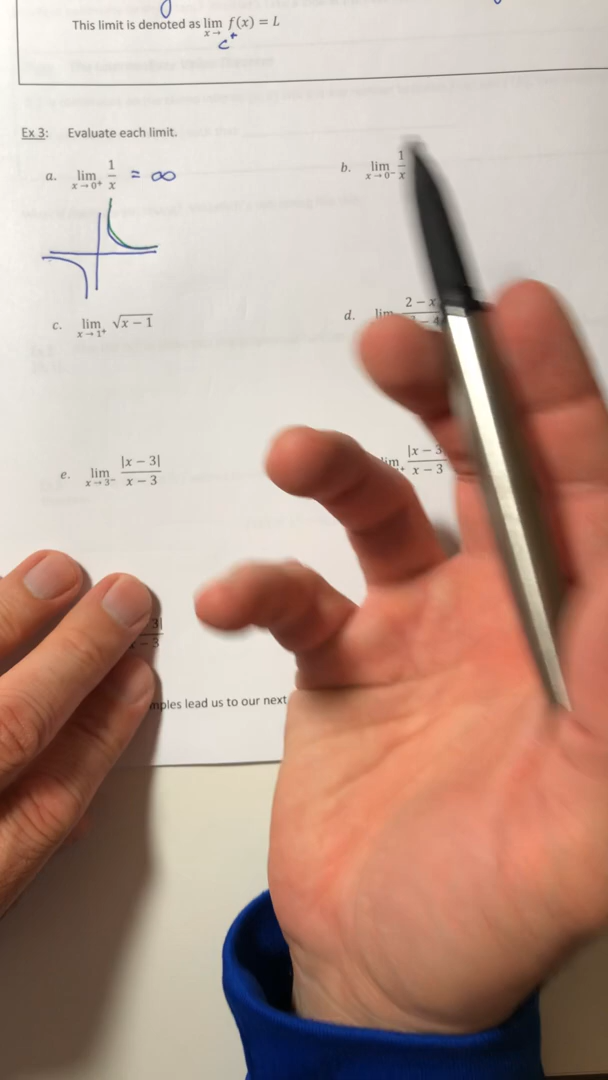 This limit is denoted as lim x→ c⁺ f(x) = L
Ex 3: Evaluate each limit.
a. lim x→0⁺ 1/x = ∞
b. lim x→0⁻ 1/x
c. lim x→1⁺ √(x − 1)
d. lim 2 − x
e. lim x→3⁻ |x − 3|/(x − 3)
|x − 3/(x − 3
lead us to our next